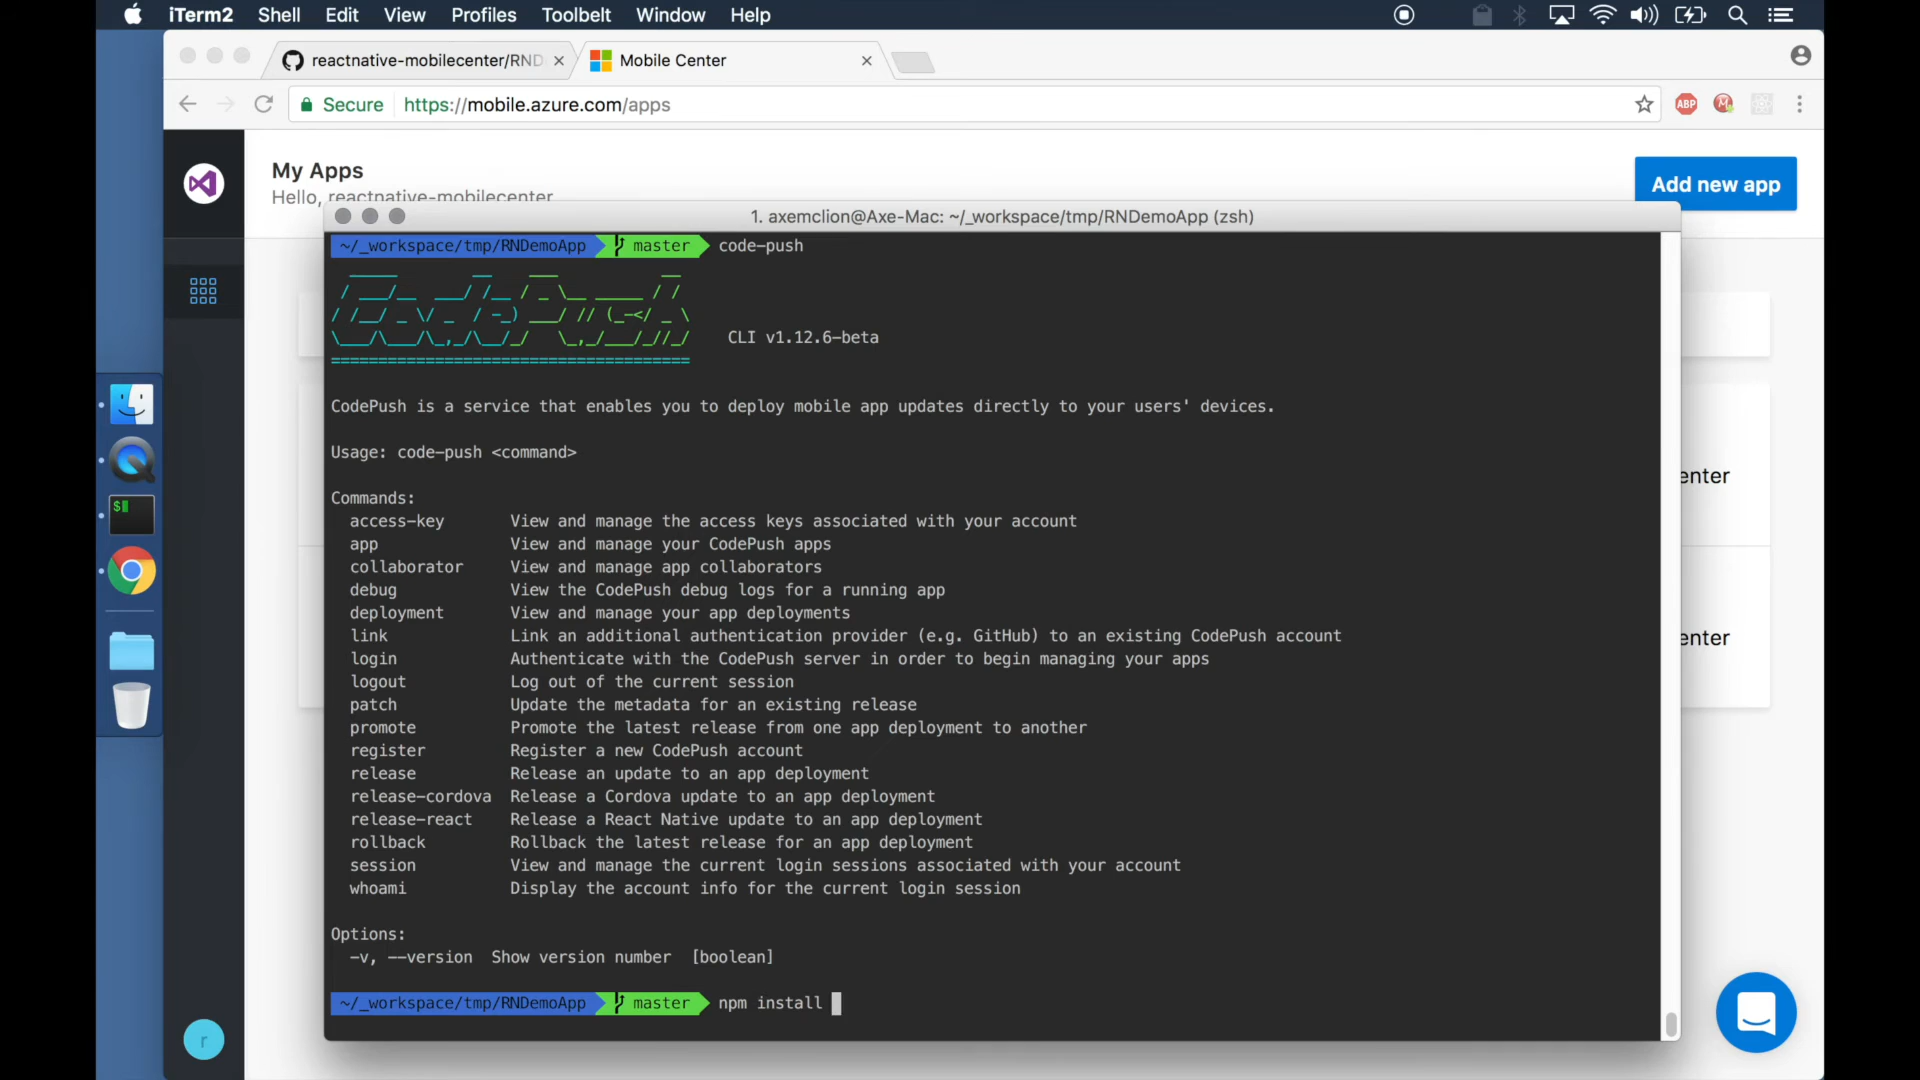 iTerm2 Shell Edit View Profiles Toolbelt Window Help
reactnative-mobilecenter/RND
Mobile Center
Secure https://mobile.azure.com/apps
ABP
My Apps
Hello, reactnative-mobilecenter
Add new app
1. axemclion@Axe-Mac: ~/_workspace/tmp/RNDemoApp (zsh)
~/_workspace/tmp/RNDemoApp master code-push
CodePush
CLI v1.12.6-beta
CodePush is a service that enables you to deploy mobile app updates directly to your users' devices.
Usage: code-push <command>
Commands:
access-key View and manage the access keys associated with your account
app View and manage your CodePush apps
collaborator View and manage app collaborators
debug View the CodePush debug logs for a running app
deployment View and manage your app deployments
link Link an additional authentication provider (e.g. GitHub) to an existing CodePush account
login Authenticate with the CodePush server in order to begin managing your apps
logout Log out of the current session
patch Update the metadata for an existing release
promote Promote the latest release from one app deployment to another
register Register a new CodePush account
release Release an update to an app deployment
release-cordova Release a Cordova update to an app deployment
release-react Release a React Native update to an app deployment
rollback Rollback the latest release for an app deployment
session View and manage the current login sessions associated with your account
whoami Display the account info for the current login session
Options:
-v, --version Show version number [boolean]
~/_workspace/tmp/RNDemoApp master npm install
enter
enter
$
r